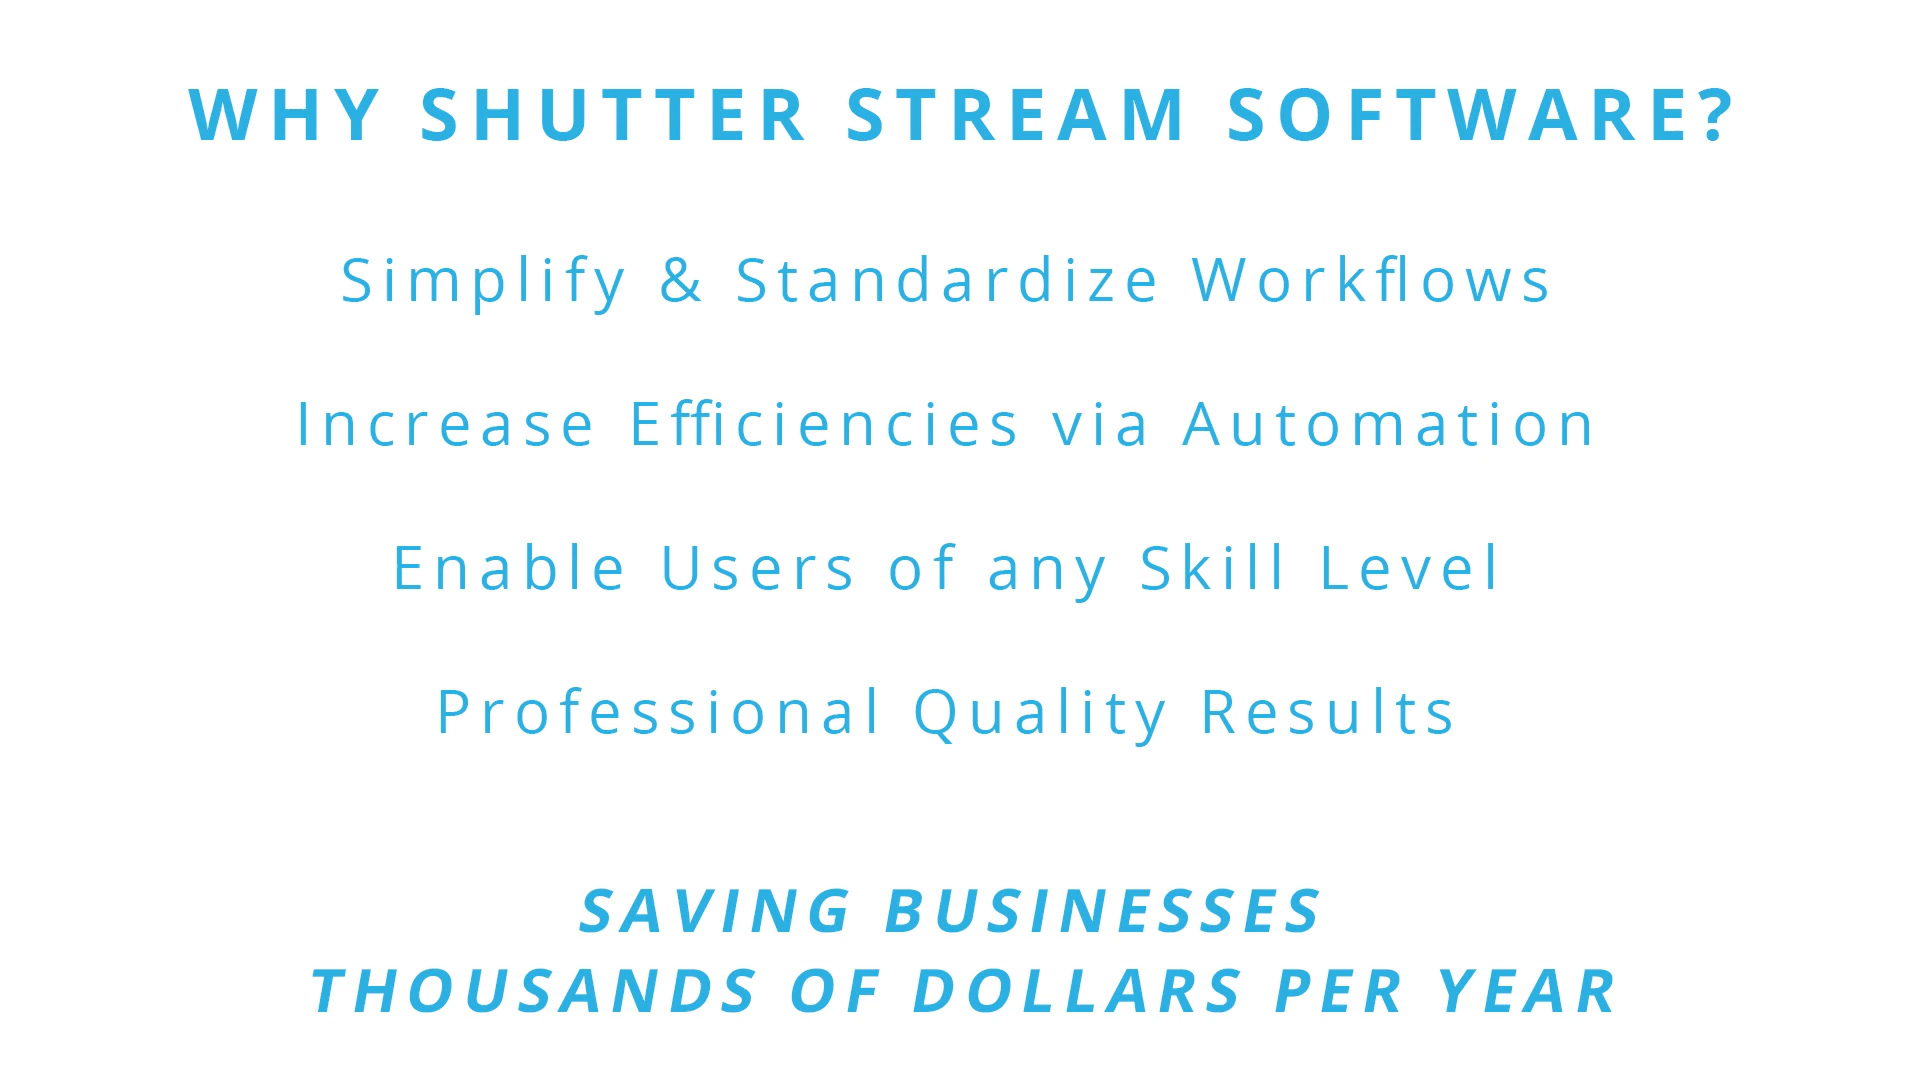 WHY SHUTTER STREAM SOFTWARE?
Simplify & Standardize Workflows
Increase Efficiencies via Automation
Enable Users of any Skill Level
Professional Quality Results
SAVING BUSINESSES
THOUSANDS OF DOLLARS PER YEAR